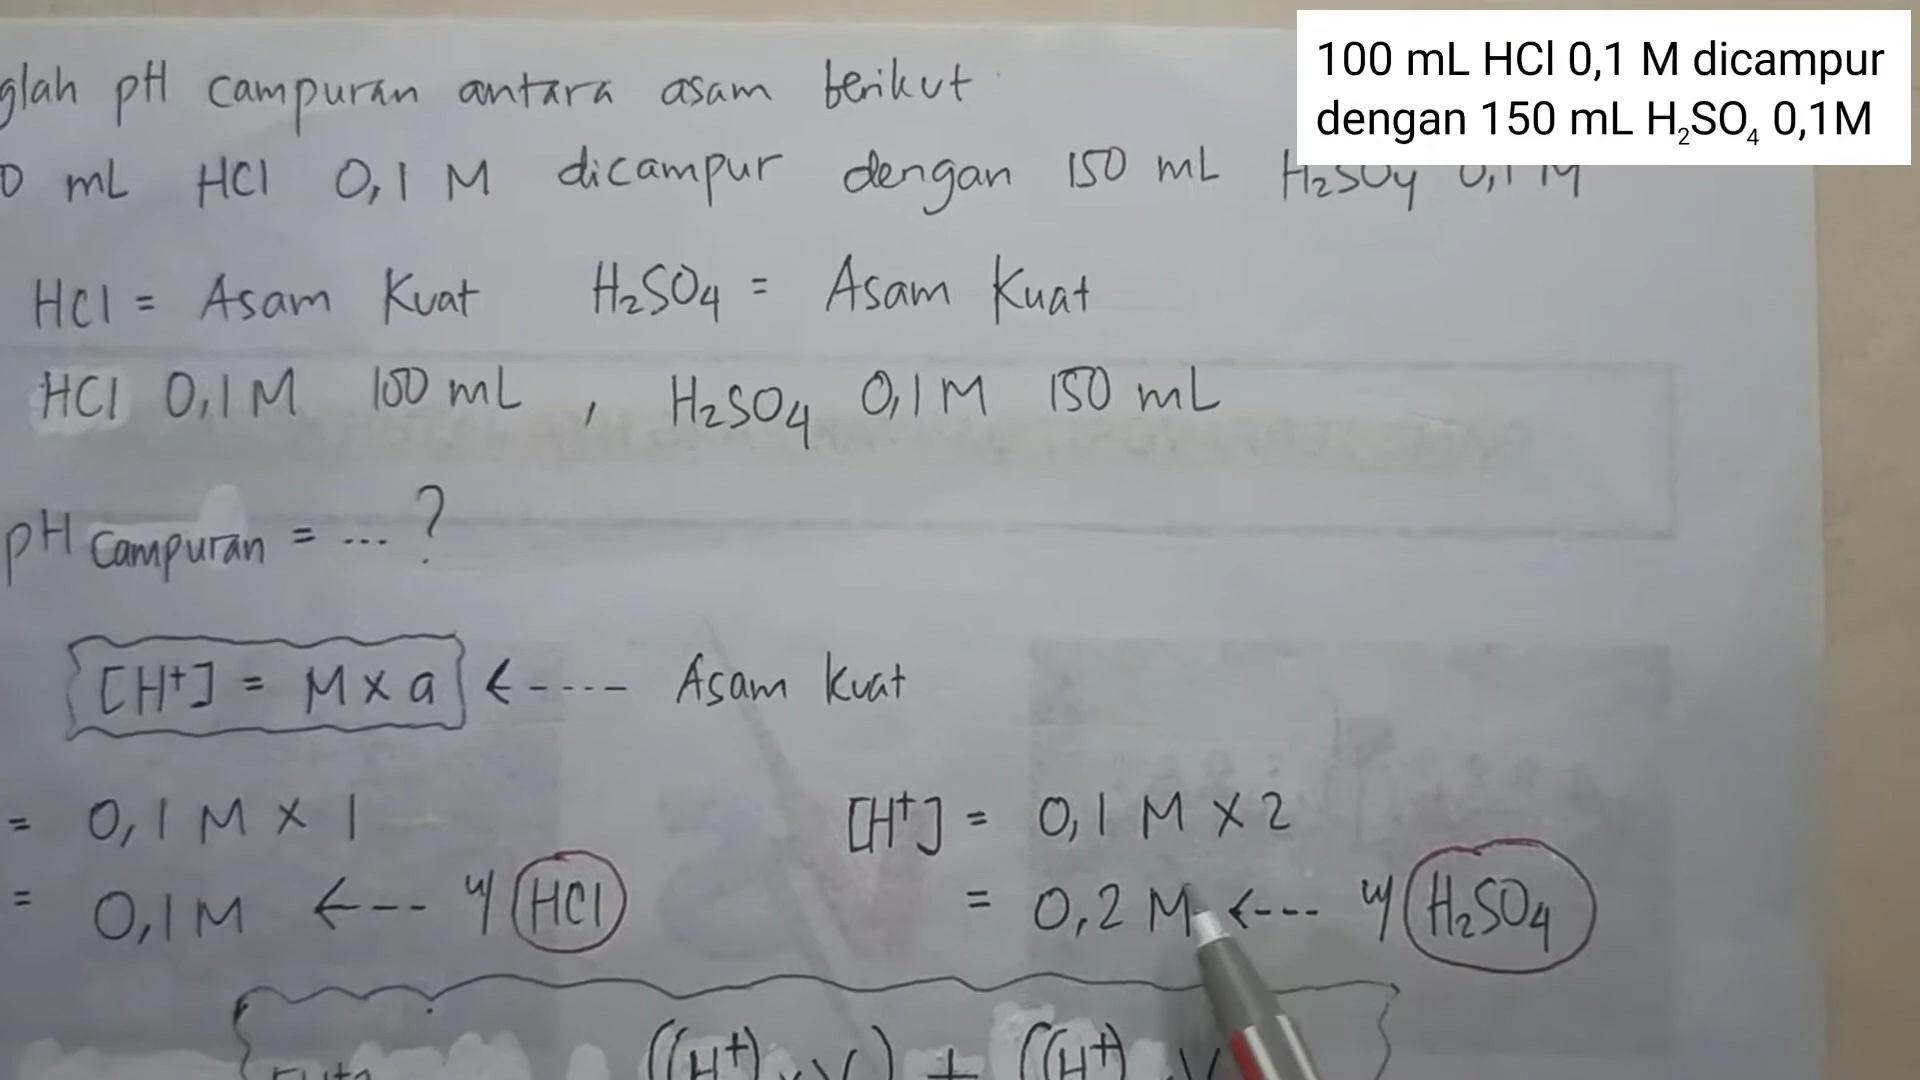 100 mL HCl 0,1 M dicampur
dengan 150 mL H₂SO₄ 0,1M
glah pH campuran antara asam berikut
0 mL HCl 0,1 M dicampur dengan 150 mL H₂SO₄ 0,1 M
HCl = Asam Kuat H₂SO₄ = Asam Kuat
HCl 0,1 M 100 mL , H₂SO₄ 0,1 M 150 mL
pH Campuran = ... ?
[H⁺] = M x a <---- Asam Kuat
= 0,1 M x 1 [H⁺] = 0,1 M x 2
= 0,1 M <--- u/ HCl = 0,2 M <--- u/ H₂SO₄
([H⁺] x V) + ([H⁺] x V